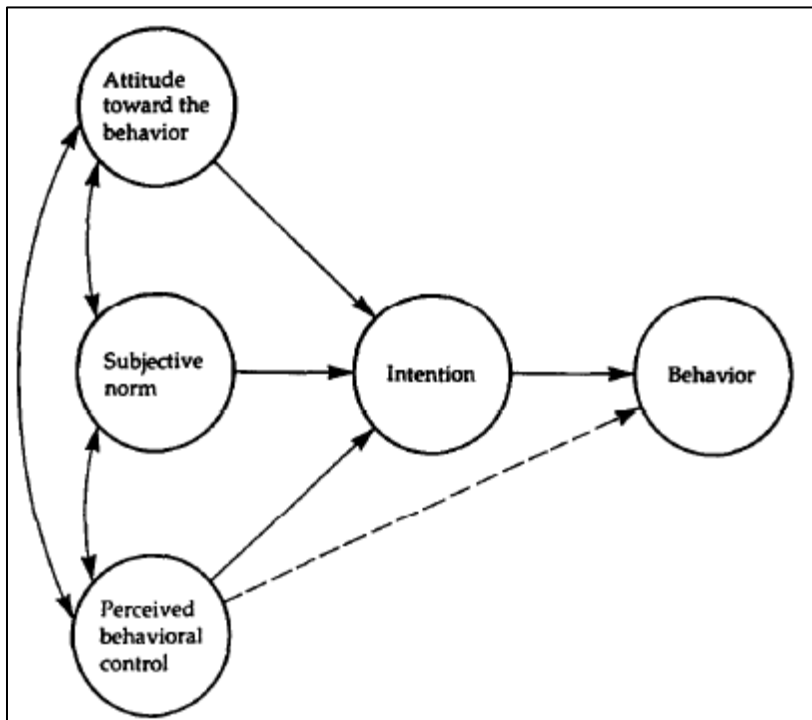 Attitude
toward the
behavior
Subjective
norm
Intention
Behavior
Perceived
behavioral
control